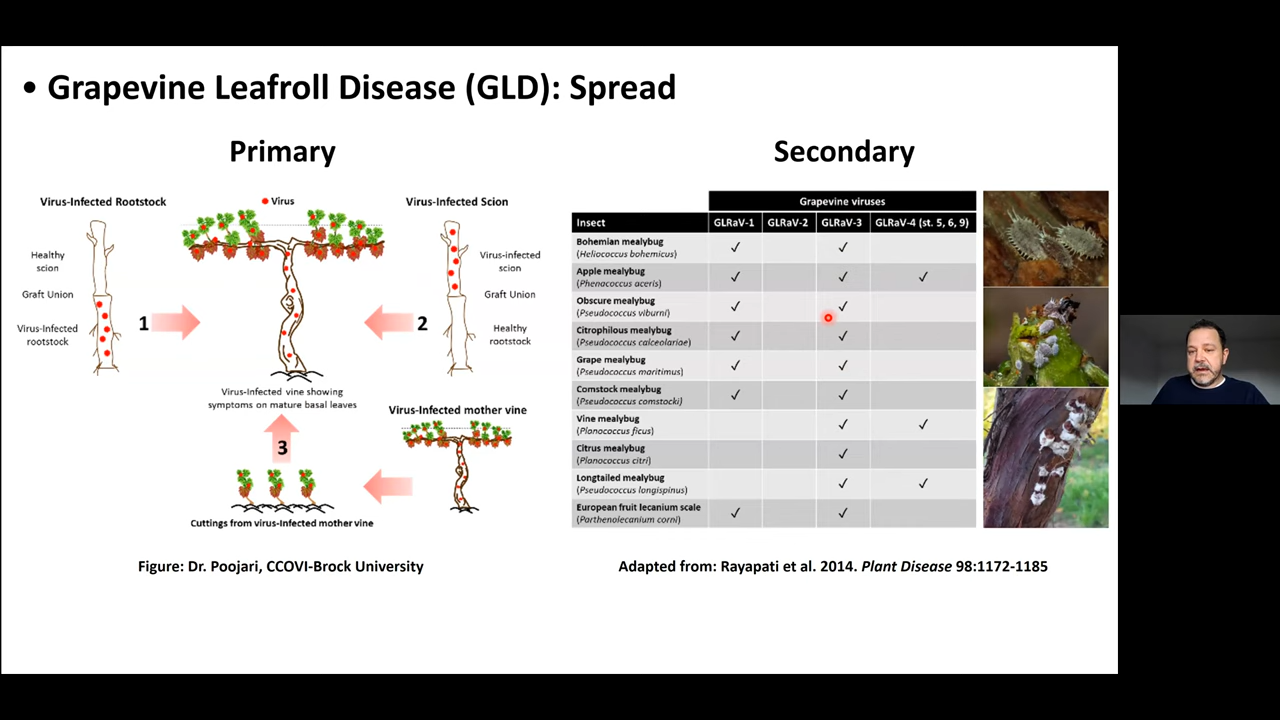 • Grapevine Leafroll Disease (GLD): Spread
Primary
Virus-Infected Rootstock
Virus
Virus-Infected Scion
Healthy
scion
Graft Union
Virus-Infected
rootstock
1
2
Virus-infected
scion
Graft Union
Healthy
rootstock
Virus-Infected vine showing
symptoms on mature basal leaves
3
Virus-Infected mother vine
Cuttings from virus-Infected mother vine
Figure: Dr. Poojari, CCOVI-Brock University
Secondary
Grapevine viruses
Insect GLRaV-1 GLRaV-2 GLRaV-3 GLRaV-4 (st. 5, 6, 9)
Bohemian mealybug ✓ ✓
(Heliococcus bohemicus)
Apple mealybug ✓ ✓ ✓
(Phenacoccus aceris)
Obscure mealybug ✓ ✓
(Pseudococcus viburni)
Citrophilous mealybug ✓ ✓
(Pseudococcus calceolariae)
Grape mealybug ✓ ✓
(Pseudococcus maritimus)
Comstock mealybug ✓ ✓
(Pseudococcus comstocki)
Vine mealybug ✓ ✓
(Planococcus ficus)
Citrus mealybug ✓
(Planococcus citri)
Longtailed mealybug ✓ ✓
(Pseudococcus longispinus)
European fruit lecanium scale ✓ ✓
(Parthenolecanium corni)
Adapted from: Rayapati et al. 2014. Plant Disease 98:1172-1185